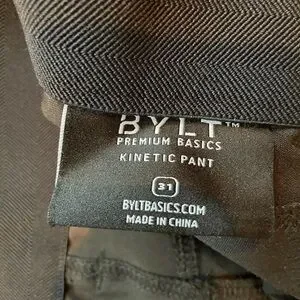 BYLT™
PREMIUM BASICS
KINETIC PANT
31
BYLTBASICS.COM
MADE IN CHINA